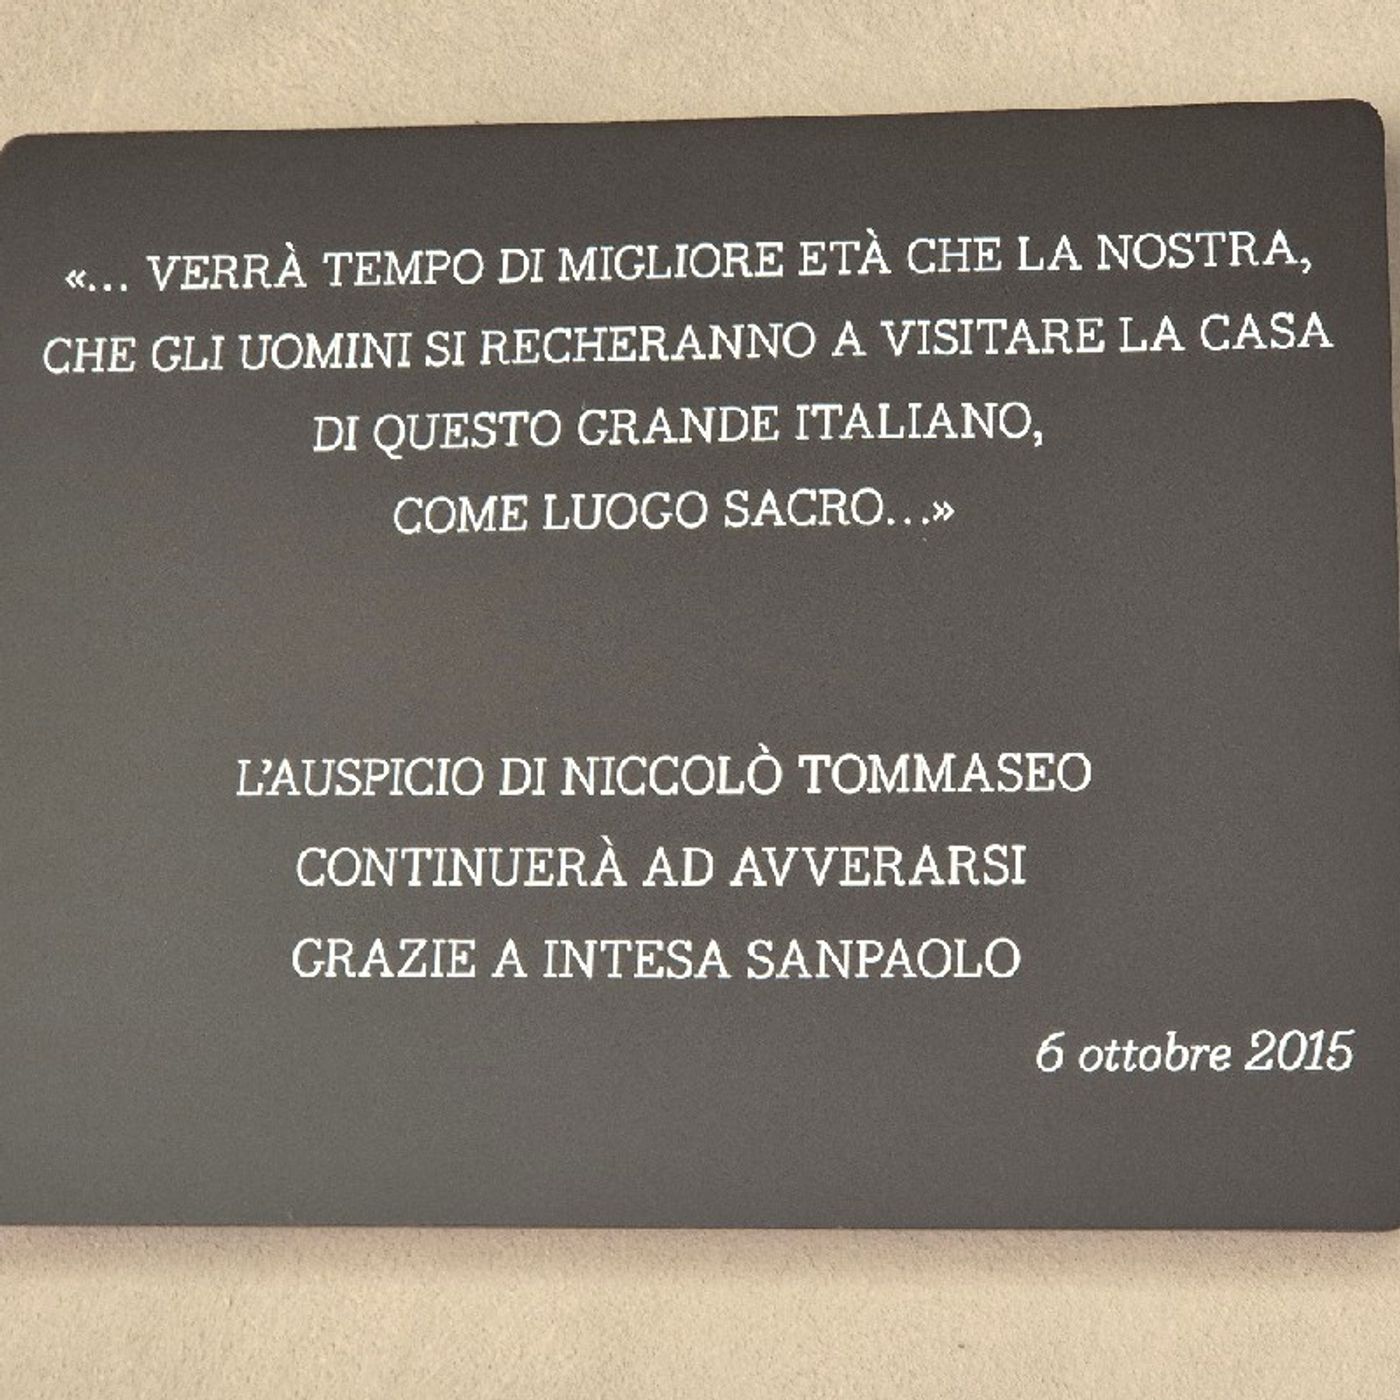 «... VERRÀ TEMPO DI MIGLIORE ETÀ CHE LA NOSTRA,
CHE GLI UOMINI SI RECHERANNO A VISITARE LA CASA
DI QUESTO GRANDE ITALIANO,
COME LUOGO SACRO...»
L'AUSPICIO DI NICCOLÒ TOMMASEO
CONTINUERÀ AD AVVERARSI
GRAZIE A INTESA SANPAOLO
6 ottobre 2015